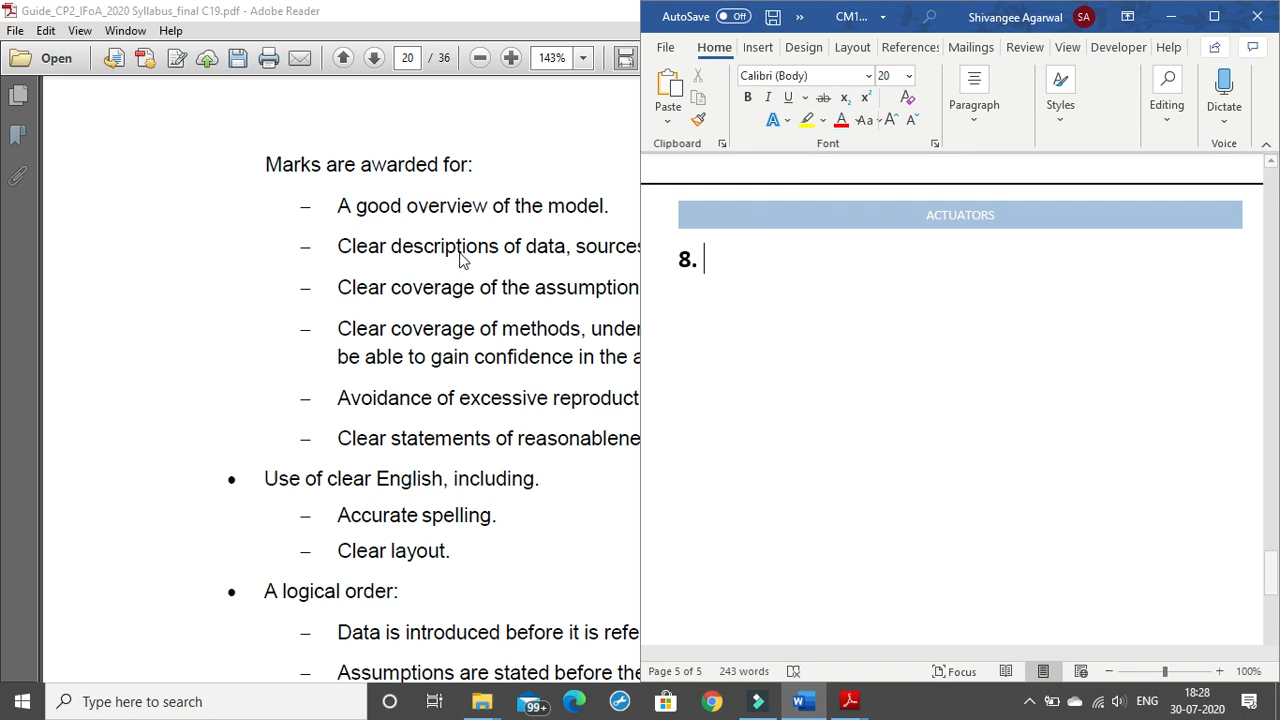 Guide_CP2_IFoA_2020 Syllabus_final C19.pdf - Adobe Reader
File Edit View Window Help
Open 20 / 36 143%
Marks are awarded for:
– A good overview of the model.
– Clear descriptions of data, sources
– Clear coverage of the assumption
– Clear coverage of methods, under
be able to gain confidence in the a
– Avoidance of excessive reproduct
– Clear statements of reasonablene
• Use of clear English, including.
– Accurate spelling.
– Clear layout.
• A logical order:
– Data is introduced before it is refe
– Assumptions are stated before the
AutoSave Off » CM1... Shivangee Agarwal SA
File Home Insert Design Layout Reference: Mailings Review View Developer Help
Paste
Calibri (Body) 20
B I U ab x₂ x²
A A Aa A A
Paragraph Styles Editing Dictate
Clipboard Font Voice
ACTUATORS
8.
Page 5 of 5 243 words Focus 100%
Type here to search
99+
ENG
18:28
30-07-2020